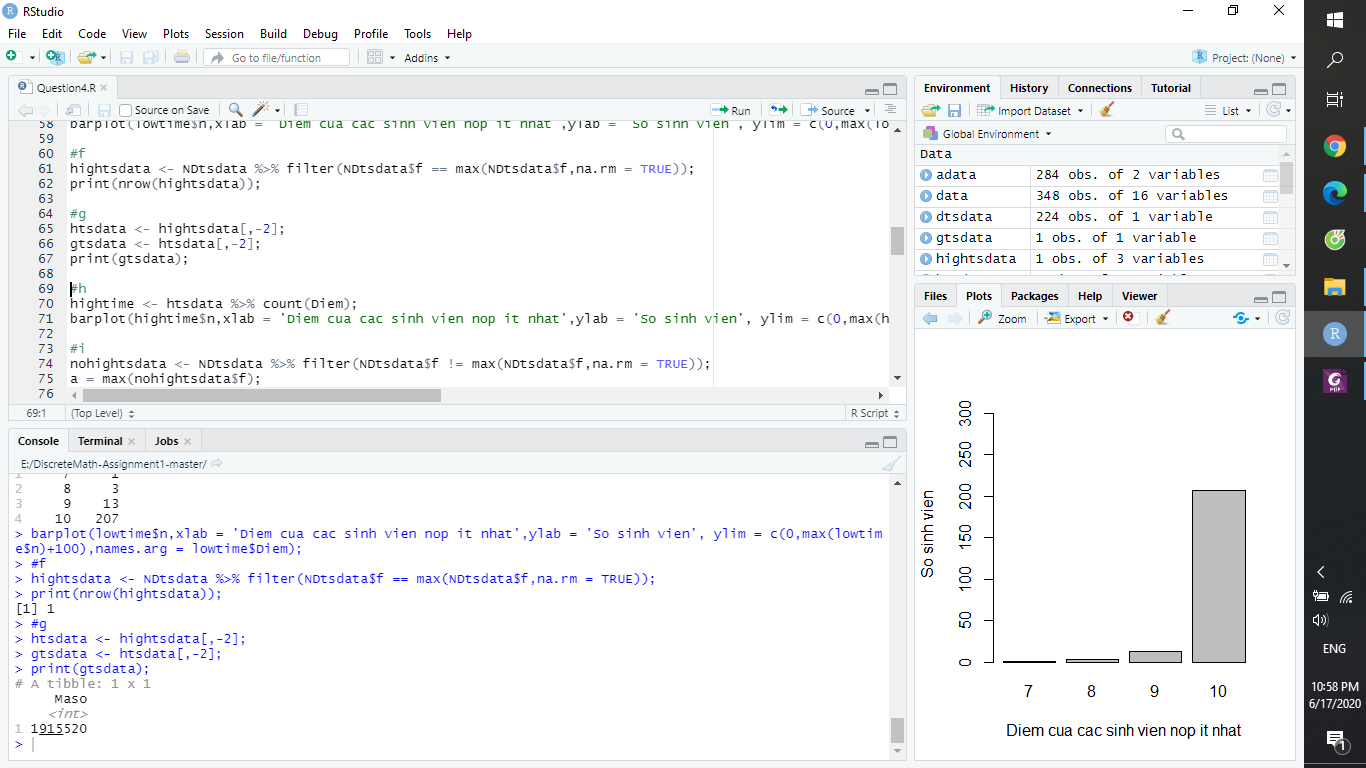 RStudio
File Edit Code View Plots Session Build Debug Profile Tools Help
Go to file/function Addins Project: (None)
Question4.R
Source on Save Run Source
58 barplot(lowtime$n,xlab = 'Diem cua cac sinh vien nop it nhat',ylab = 'So sinh vien', ylim = c(0,max(lo
59
60 #f
61 hightsdata <- NDtsdata %>% filter(NDtsdata$f == max(NDtsdata$f,na.rm = TRUE));
62 print(nrow(hightsdata));
63
64 #g
65 htsdata <- hightsdata[,-2];
66 gtsdata <- htsdata[,-2];
67 print(gtsdata);
68
69 #h
70 hightime <- htsdata %>% count(Diem);
71 barplot(hightime$n,xlab = 'Diem cua cac sinh vien nop it nhat',ylab = 'So sinh vien', ylim = c(0,max(h
72
73 #i
74 nohightsdata <- NDtsdata %>% filter(NDtsdata$f != max(NDtsdata$f,na.rm = TRUE));
75 a = max(nohightsdata$f);
76
69:1 (Top Level) R Script
Console Terminal Jobs
E:/DiscreteMath-Assignment1-master/
1 7 1
2 8 3
3 9 13
4 10 207
> barplot(lowtime$n,xlab = 'Diem cua cac sinh vien nop it nhat',ylab = 'So sinh vien', ylim = c(0,max(lowtim
e$n)+100),names.arg = lowtime$Diem);
> #f
> hightsdata <- NDtsdata %>% filter(NDtsdata$f == max(NDtsdata$f,na.rm = TRUE));
> print(nrow(hightsdata));
[1] 1
> #g
> htsdata <- hightsdata[,-2];
> gtsdata <- htsdata[,-2];
> print(gtsdata);
# A tibble: 1 x 1
Maso
<int>
1 1915520
>
Environment History Connections Tutorial
Import Dataset List
Global Environment
Data
adata 284 obs. of 2 variables
data 348 obs. of 16 variables
dtsdata 224 obs. of 1 variable
gtsdata 1 obs. of 1 variable
hightsdata 1 obs. of 3 variables
Files Plots Packages Help Viewer
Zoom Export
So sinh vien
300
250
200
150
100
50
0
7 8 9 10
Diem cua cac sinh vien nop it nhat
PDF
ENG
10:58 PM
6/17/2020
1